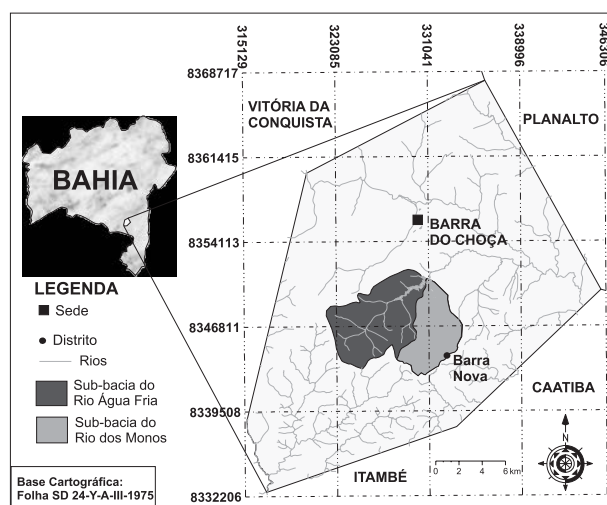 315129
323085
331041
338996
346306
8368717
8361415
8354113
8346811
8339508
8332206
VITÓRIA DA
CONQUISTA
PLANALTO
BAHIA
BARRA
DO CHOÇA
LEGENDA
Sede
Distrito
Rios
Sub-bacia do
Rio Água Fria
Sub-bacia do
Rio dos Monos
Barra
Nova
CAATIBA
ITAMBÉ
0 2 4 6 km
N
Base Cartográfica:
Folha SD 24-Y-A-III-1975